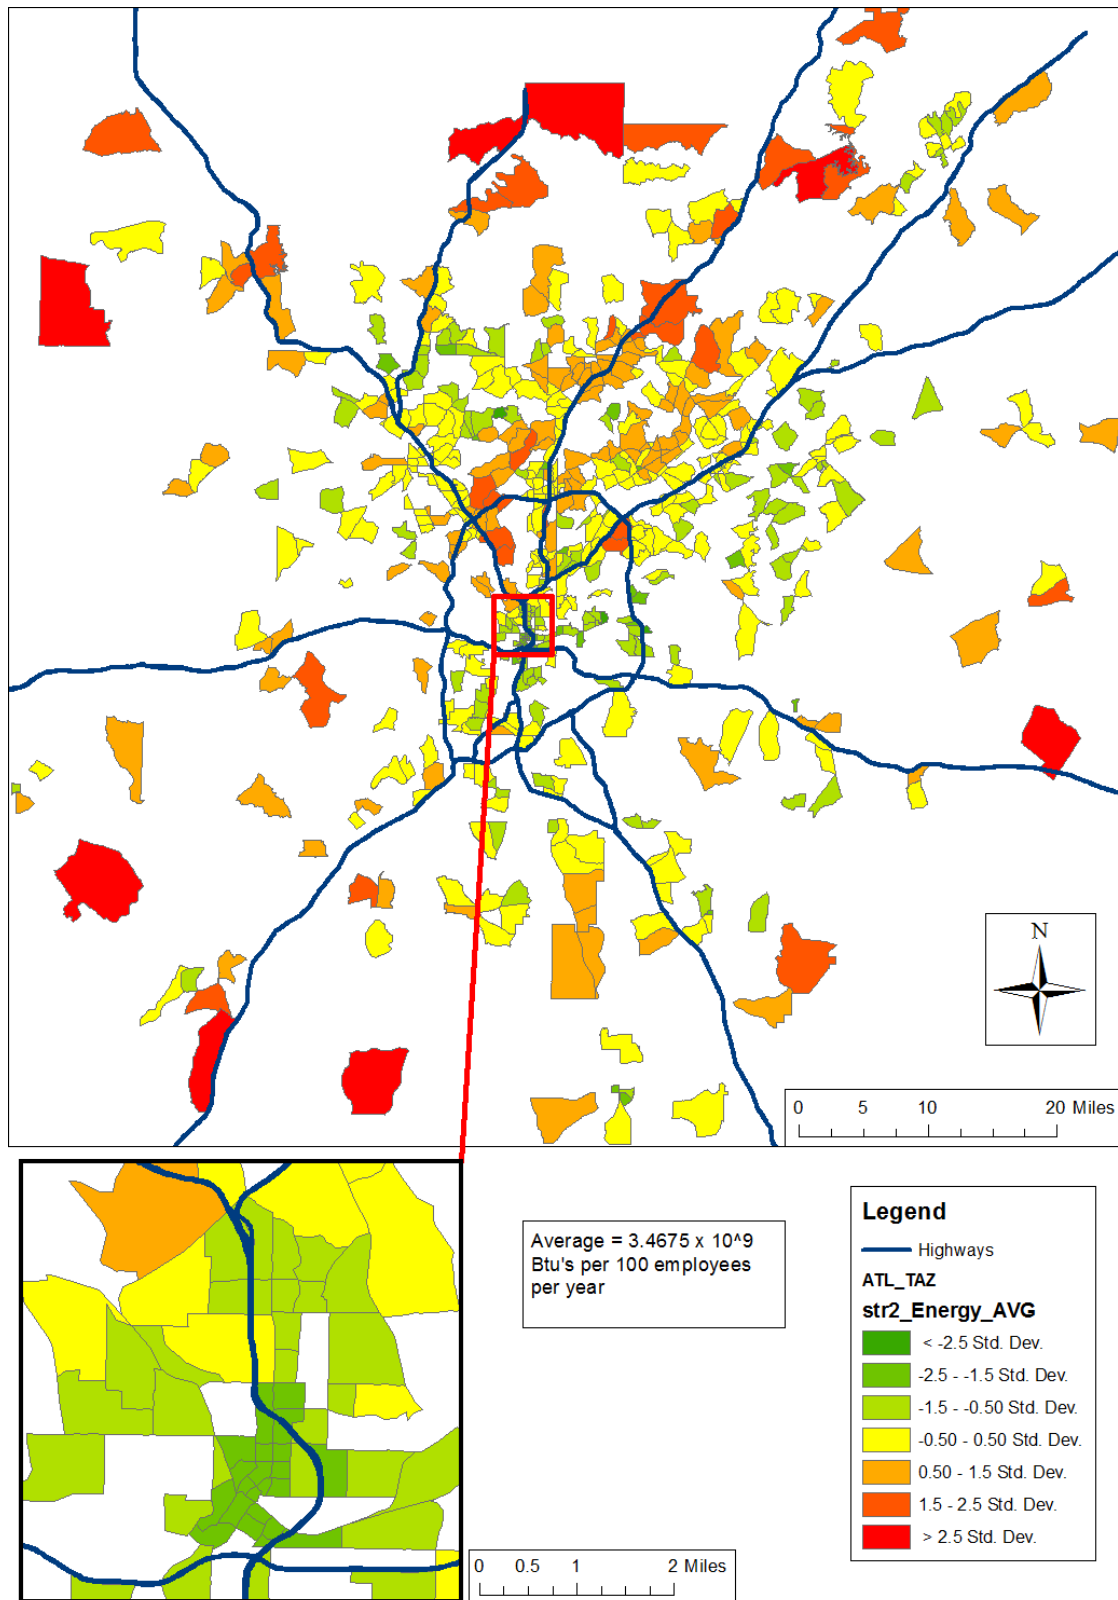 N
0 5 10 20 Miles
Average = 3.4675 x 10^9
Btu's per 100 employees
per year
Legend
Highways
ATL_TAZ
str2_Energy_AVG
< -2.5 Std. Dev.
-2.5 - -1.5 Std. Dev.
-1.5 - -0.50 Std. Dev.
-0.50 - 0.50 Std. Dev.
0.50 - 1.5 Std. Dev.
1.5 - 2.5 Std. Dev.
> 2.5 Std. Dev.
0 0.5 1 2 Miles